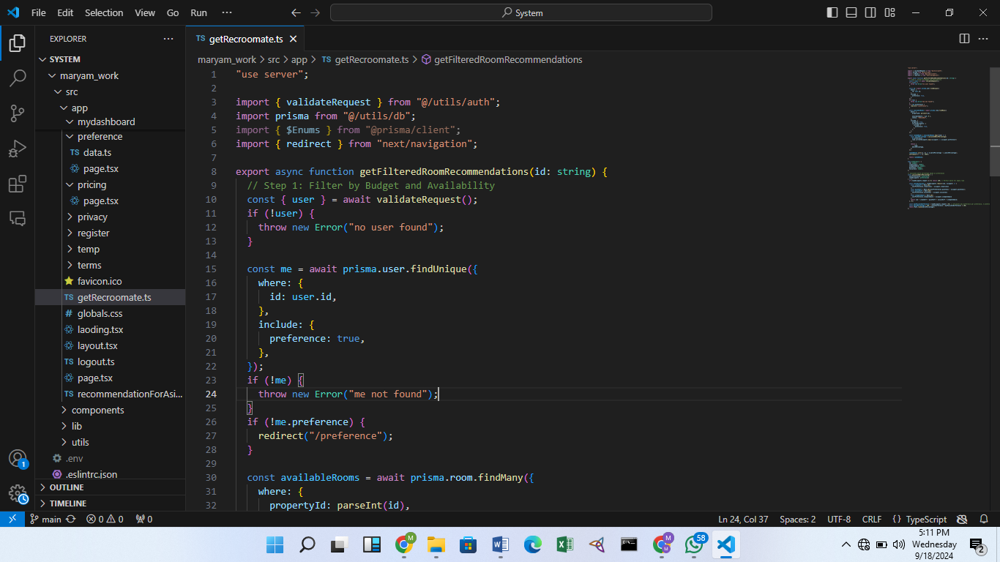 File Edit Selection View Go Run ··· System
EXPLORER ···
SYSTEM
maryam_work
src
app
mydashboard
preference
TS data.ts
page.tsx
pricing
page.tsx
privacy
register
temp
terms
favicon.ico
TS getRecroomate.ts
# globals.css
laoding.tsx
layout.tsx
TS logout.ts
page.tsx
TS recommendationForAsi...
components
lib
utils
.env
.eslintrc.json
OUTLINE
TIMELINE
1
TS getRecroomate.ts
maryam_work > src > app > TS getRecroomate.ts > getFilteredRoomRecommendations
1 "use server";
2
3 import { validateRequest } from "@/utils/auth";
4 import prisma from "@/utils/db";
5 import { $Enums } from "@prisma/client";
6 import { redirect } from "next/navigation";
7
8 export async function getFilteredRoomRecommendations(id: string) {
9 // Step 1: Filter by Budget and Availability
10 const { user } = await validateRequest();
11 if (!user) {
12 throw new Error("no user found");
13 }
14
15 const me = await prisma.user.findUnique({
16 where: {
17 id: user.id,
18 },
19 include: {
20 preference: true,
21 },
22 });
23 if (!me) {
24 throw new Error("me not found");
25 }
26 if (!me.preference) {
27 redirect("/preference");
28 }
29
30 const availableRooms = await prisma.room.findMany({
31 where: {
32 propertyId: parseInt(id),
main 0 0 0 Ln 24, Col 37 Spaces: 2 UTF-8 CRLF {} TypeScript
M W X M 58
5:11 PM
Wednesday
9/18/2024
2